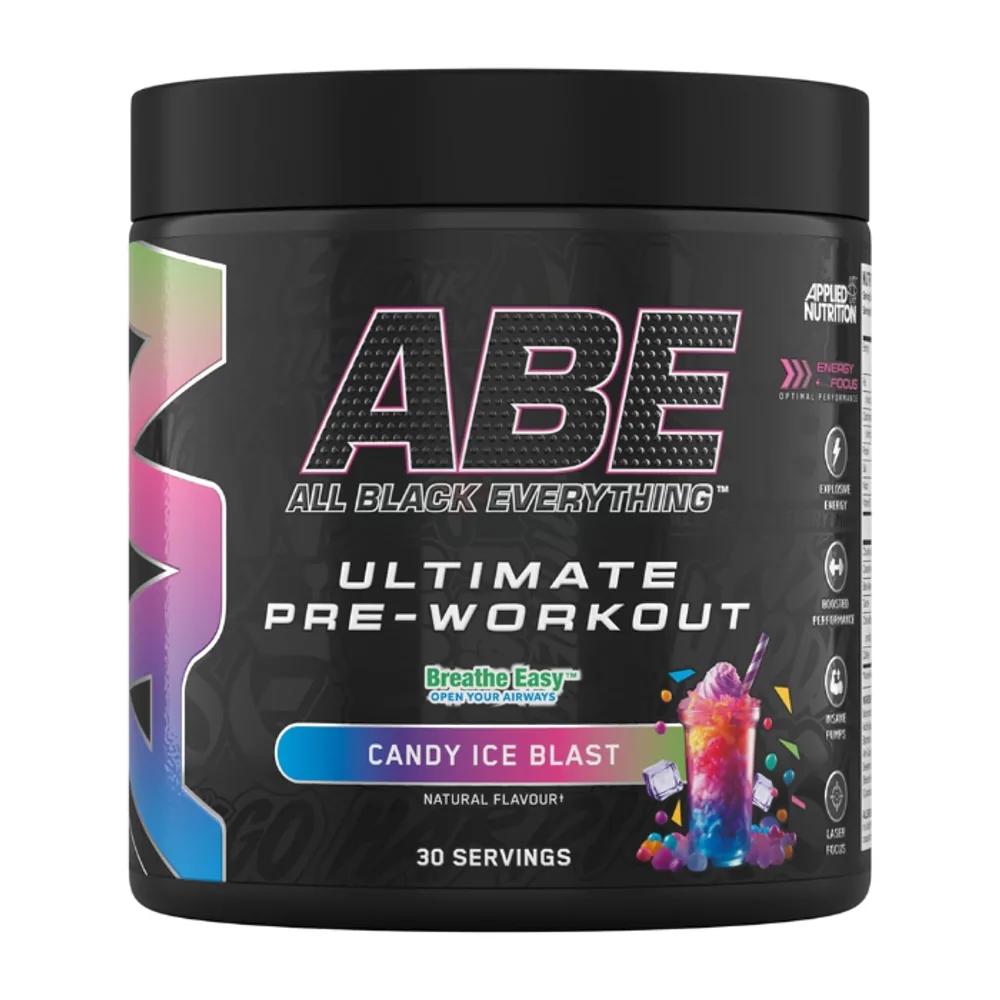 ABE
ALL BLACK EVERYTHING™
ULTIMATE
PRE-WORKOUT
Breathe Easy™
OPEN YOUR AIRWAYS
CANDY ICE BLAST
NATURAL FLAVOUR†
30 SERVINGS
APPLIED
NUTRITION
ENERGY
+ FOCUS
OPTIMAL PERFORMANCE
EXPLOSIVE
ENERGY
BOOSTED
PERFORMANCE
INSANE
PUMPS
LASER
FOCUS